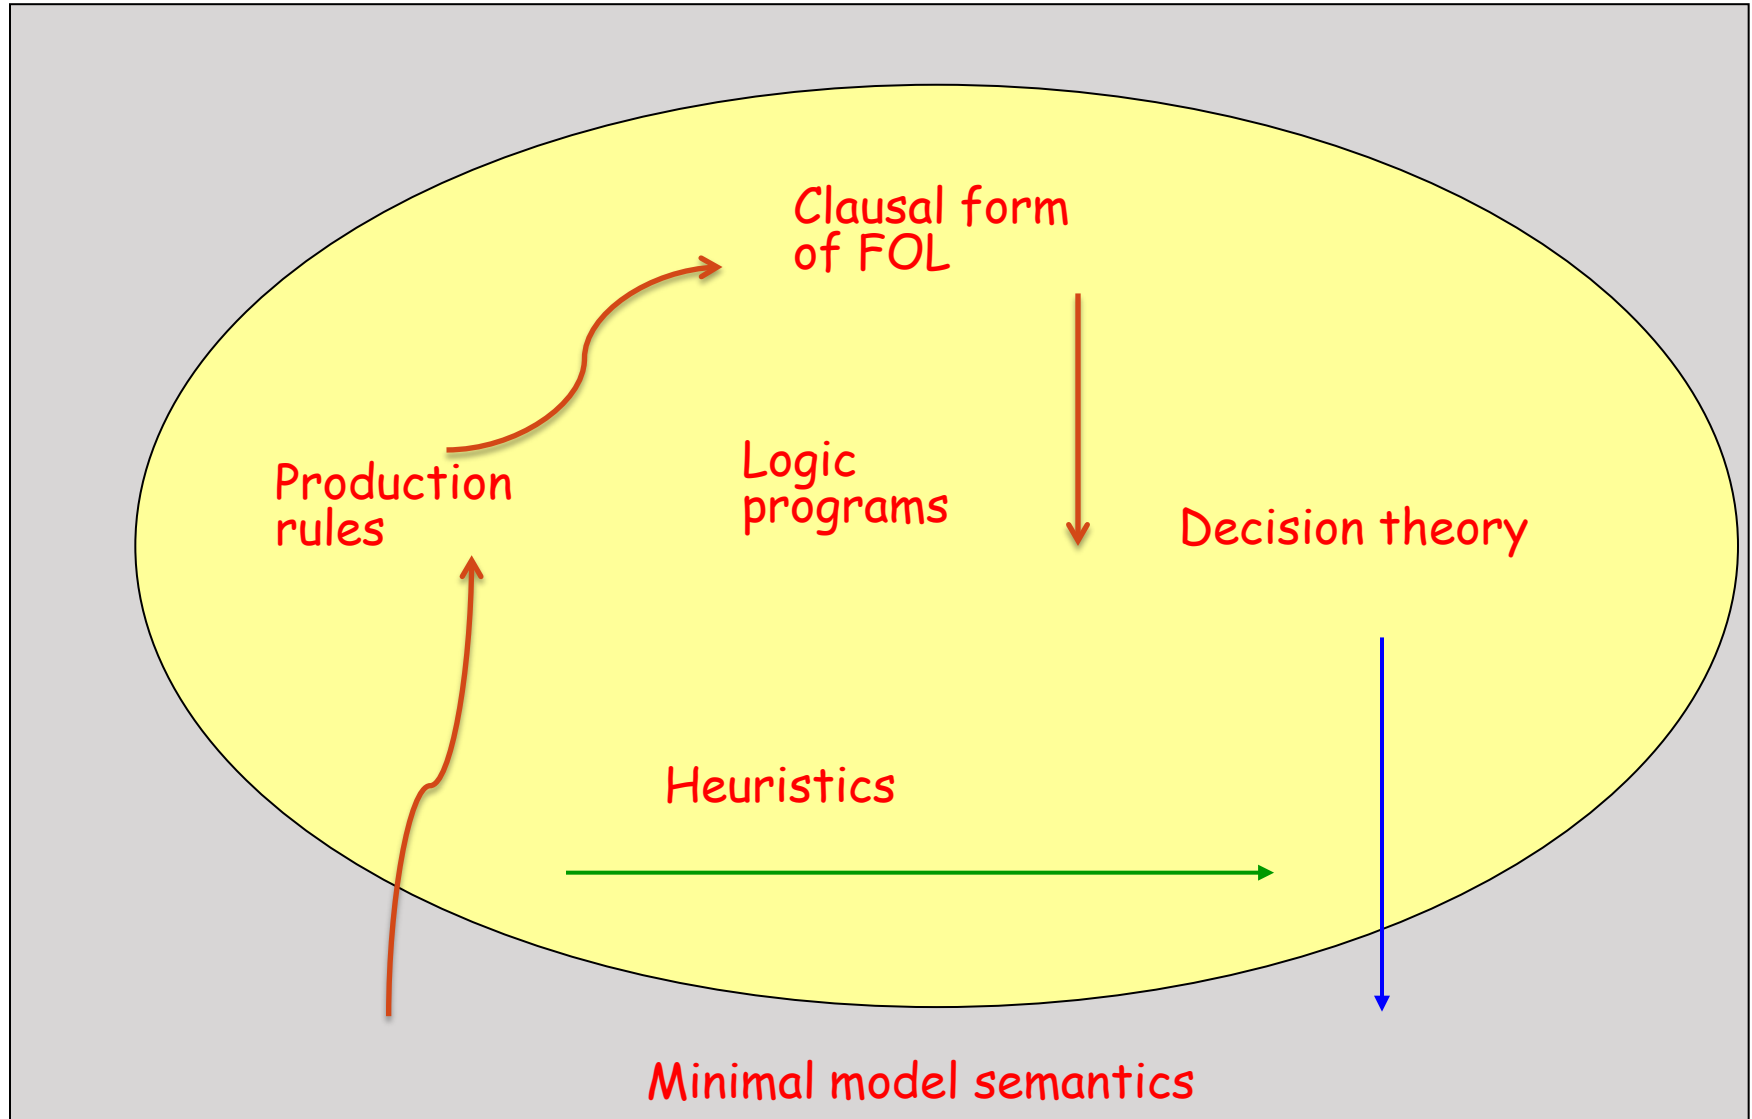 Clausal form
of FOL
Logic
programs
Production
rules
Decision theory
Heuristics
Minimal model semantics